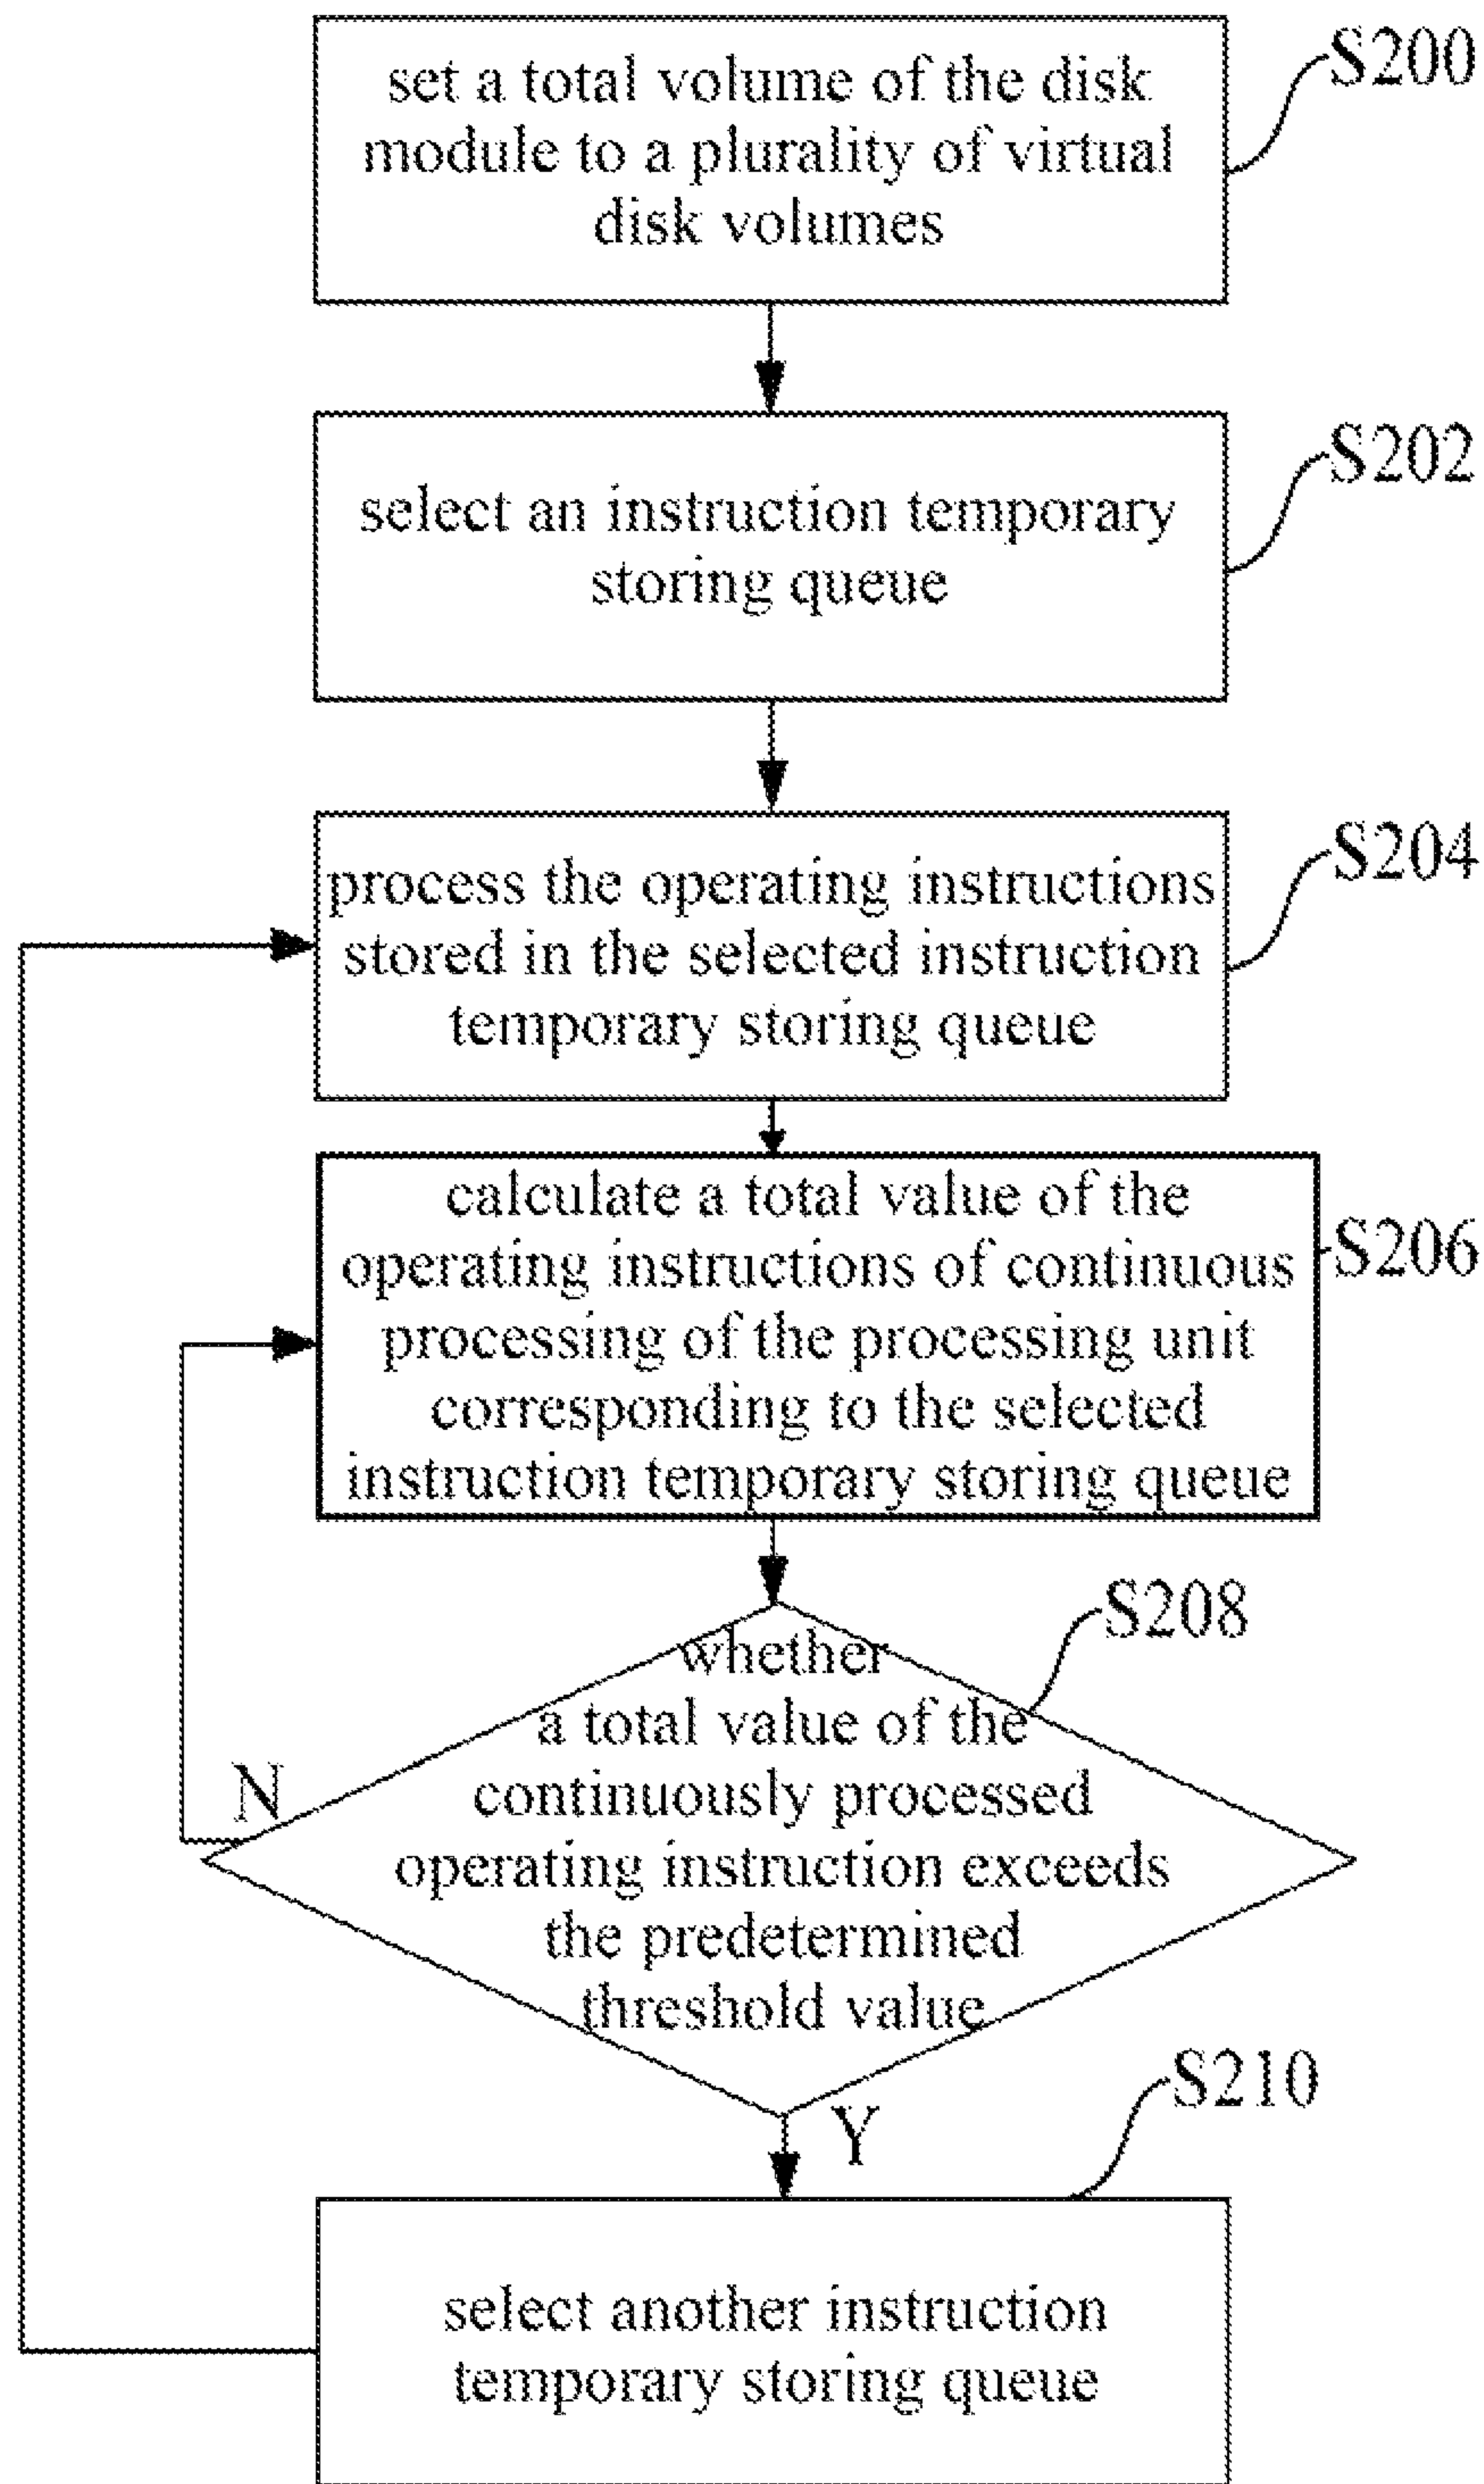 set a total volume of the disk
module to a plurality of virtual
disk volumes
S200
select an instruction temporary
storing queue
S202
process the operating instructions
stored in the selected instruction
temporary storing queue
S204
calculate a total value of the
operating instructions of continuous
processing of the processing unit
corresponding to the selected
instruction temporary storing queue
S206
whether
a total value of the
continuously processed
operating instruction exceeds
the predetermined
threshold value
S208
N
Y
S210
select another instruction
temporary storing queue